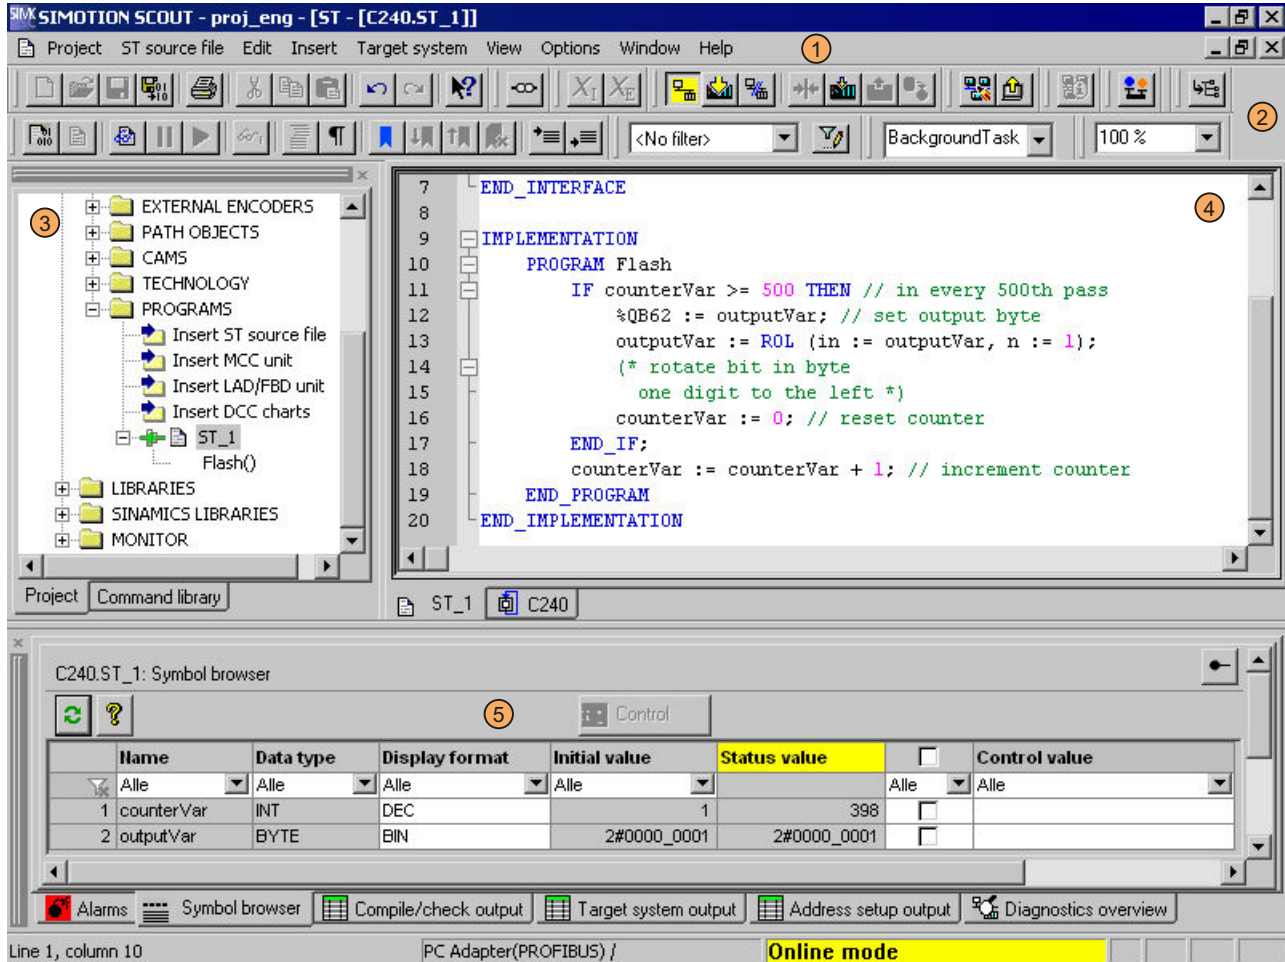 SIMOTION SCOUT - proj_eng - [ST - [C240.ST_1]]
Project ST source file Edit Insert Target system View Options Window Help
1
2
<No filter> BackgroundTask 100 %
3
EXTERNAL ENCODERS
PATH OBJECTS
CAMS
TECHNOLOGY
PROGRAMS
Insert ST source file
Insert MCC unit
Insert LAD/FBD unit
Insert DCC charts
ST_1
Flash()
LIBRARIES
SINAMICS LIBRARIES
MONITOR
Project Command library
4
7 END_INTERFACE
8
9 IMPLEMENTATION
10 PROGRAM Flash
11 IF counterVar >= 500 THEN // in every 500th pass
12 %QB62 := outputVar; // set output byte
13 outputVar := ROL (in := outputVar, n := 1);
14 (* rotate bit in byte
15 one digit to the left *)
16 counterVar := 0; // reset counter
17 END_IF;
18 counterVar := counterVar + 1; // increment counter
19 END_PROGRAM
20 END_IMPLEMENTATION
ST_1 C240
C240.ST_1: Symbol browser
5
Control
Name Data type Display format Initial value Status value Control value
Alle Alle Alle Alle Alle Alle
1 counterVar INT DEC 1 398
2 outputVar BYTE BIN 2#0000_0001 2#0000_0001
Alarms Symbol browser Compile/check output Target system output Address setup output Diagnostics overview
Line 1, column 10 PC Adapter(PROFIBUS) / Online mode